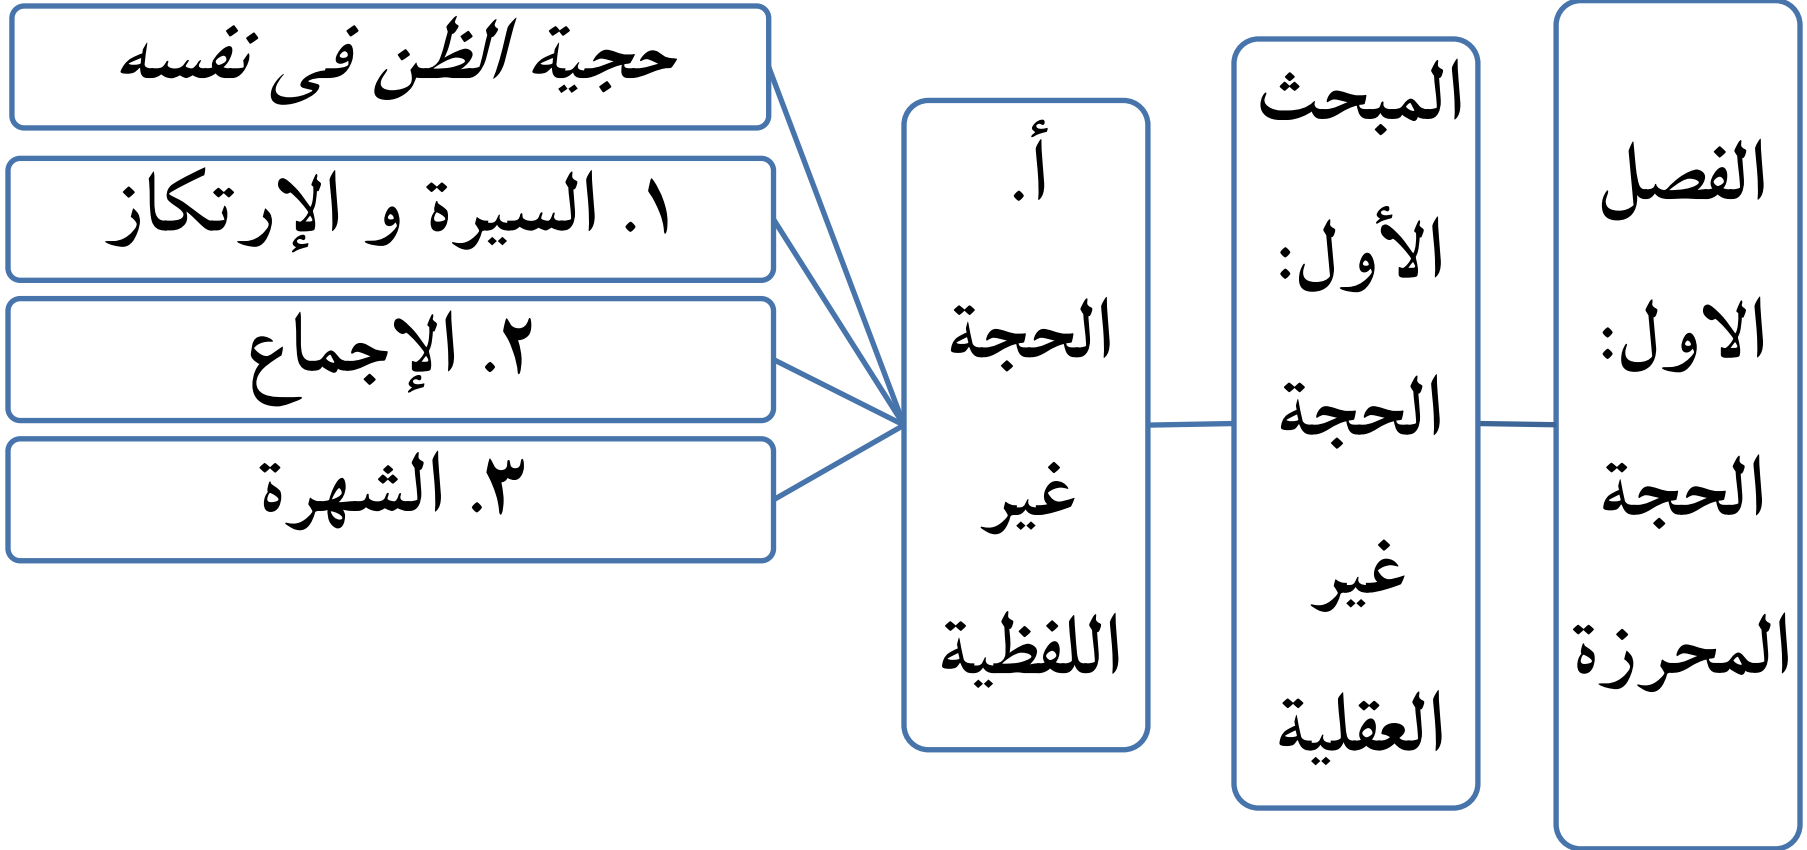 الفصل
الاول:
الحجة
المحرزة
المبحث
الأول:
الحجة
غير
العقلية
أ.
الحجة
غير
اللفظية
حجية الظن فى نفسه
١. السيرة و الإرتكاز
٢. الإجماع
٣. الشهرة